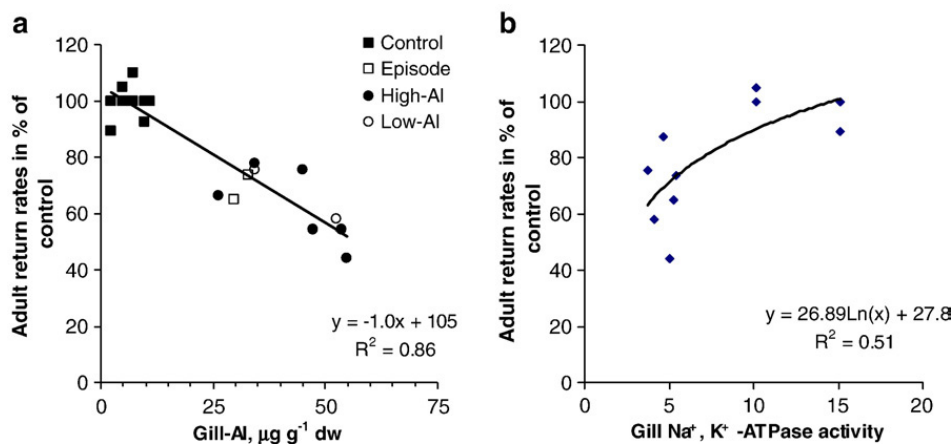 a
120
100
80
60
40
20
0
0
25
50
75
Adult return rates in % of
control
Gill-Al, µg g⁻¹ dw
■ Control
□ Episode
● High-Al
○ Low-Al
y = -1.0x + 105
R² = 0.86
b
120
100
80
60
40
20
0
0
5
10
15
20
Adult return rates in % of
control
Gill Na⁺, K⁺ -ATPase activity
y = 26.89Ln(x) + 27.8
R² = 0.51